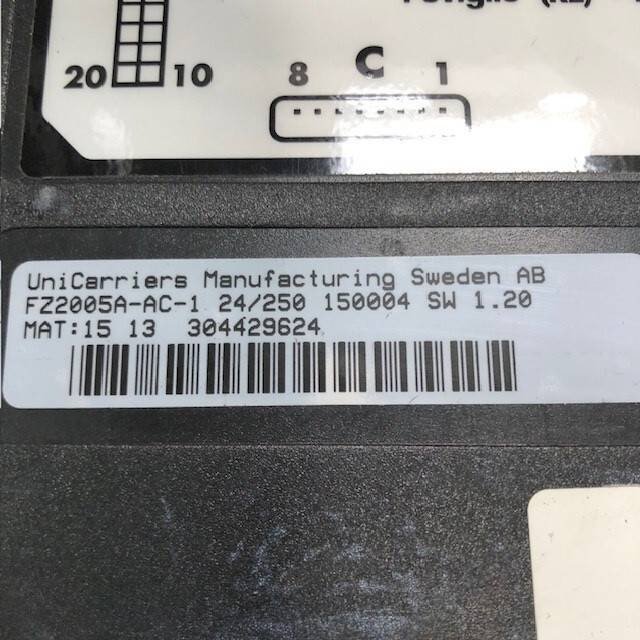 20 10
8 C 1
UniCarriers Manufacturing Sweden AB
FZ2005A-AC-1 24/250 150004 SW 1.20
MAT:15 13 304429624